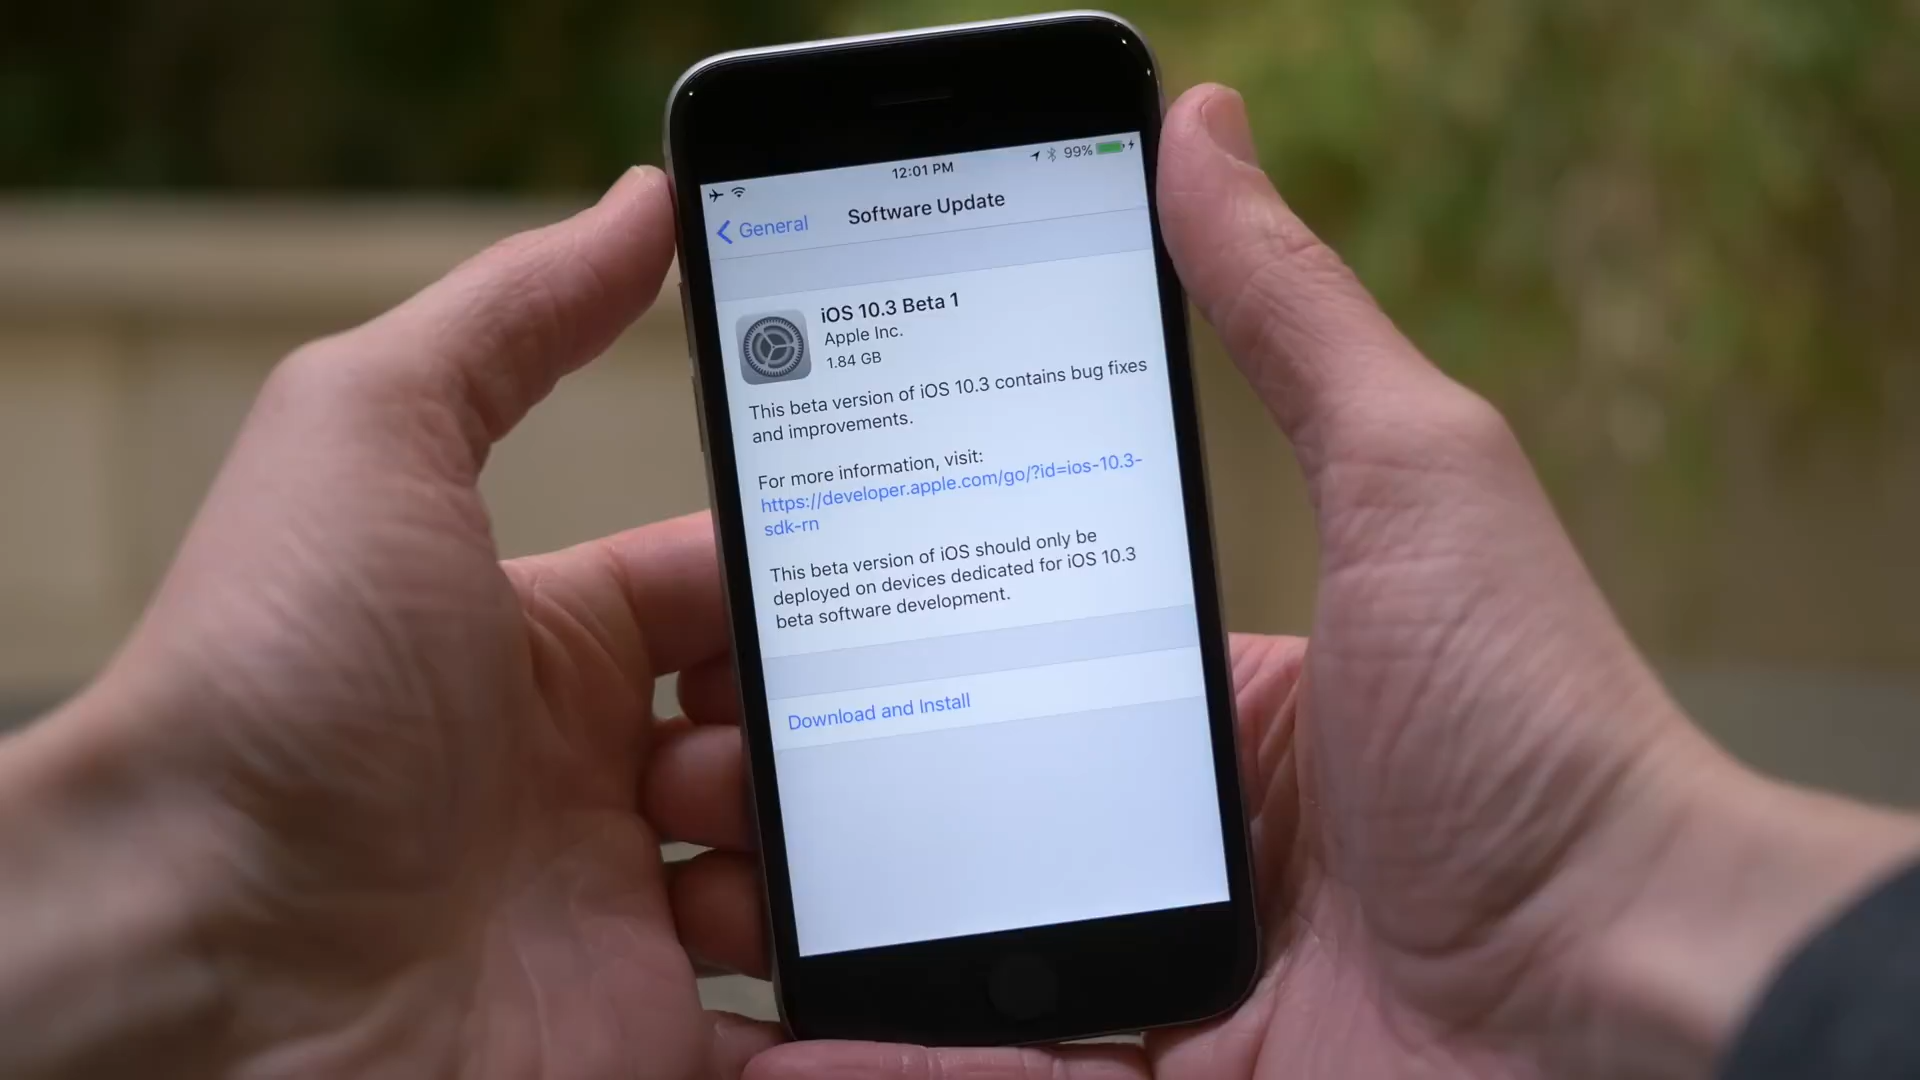 12:01 PM
99%
General
Software Update
iOS 10.3 Beta 1
Apple Inc.
1.84 GB
This beta version of iOS 10.3 contains bug fixes
and improvements.
For more information, visit:
https://developer.apple.com/go/?id=ios-10.3-
sdk-rn
This beta version of iOS should only be
deployed on devices dedicated for iOS 10.3
beta software development.
Download and Install